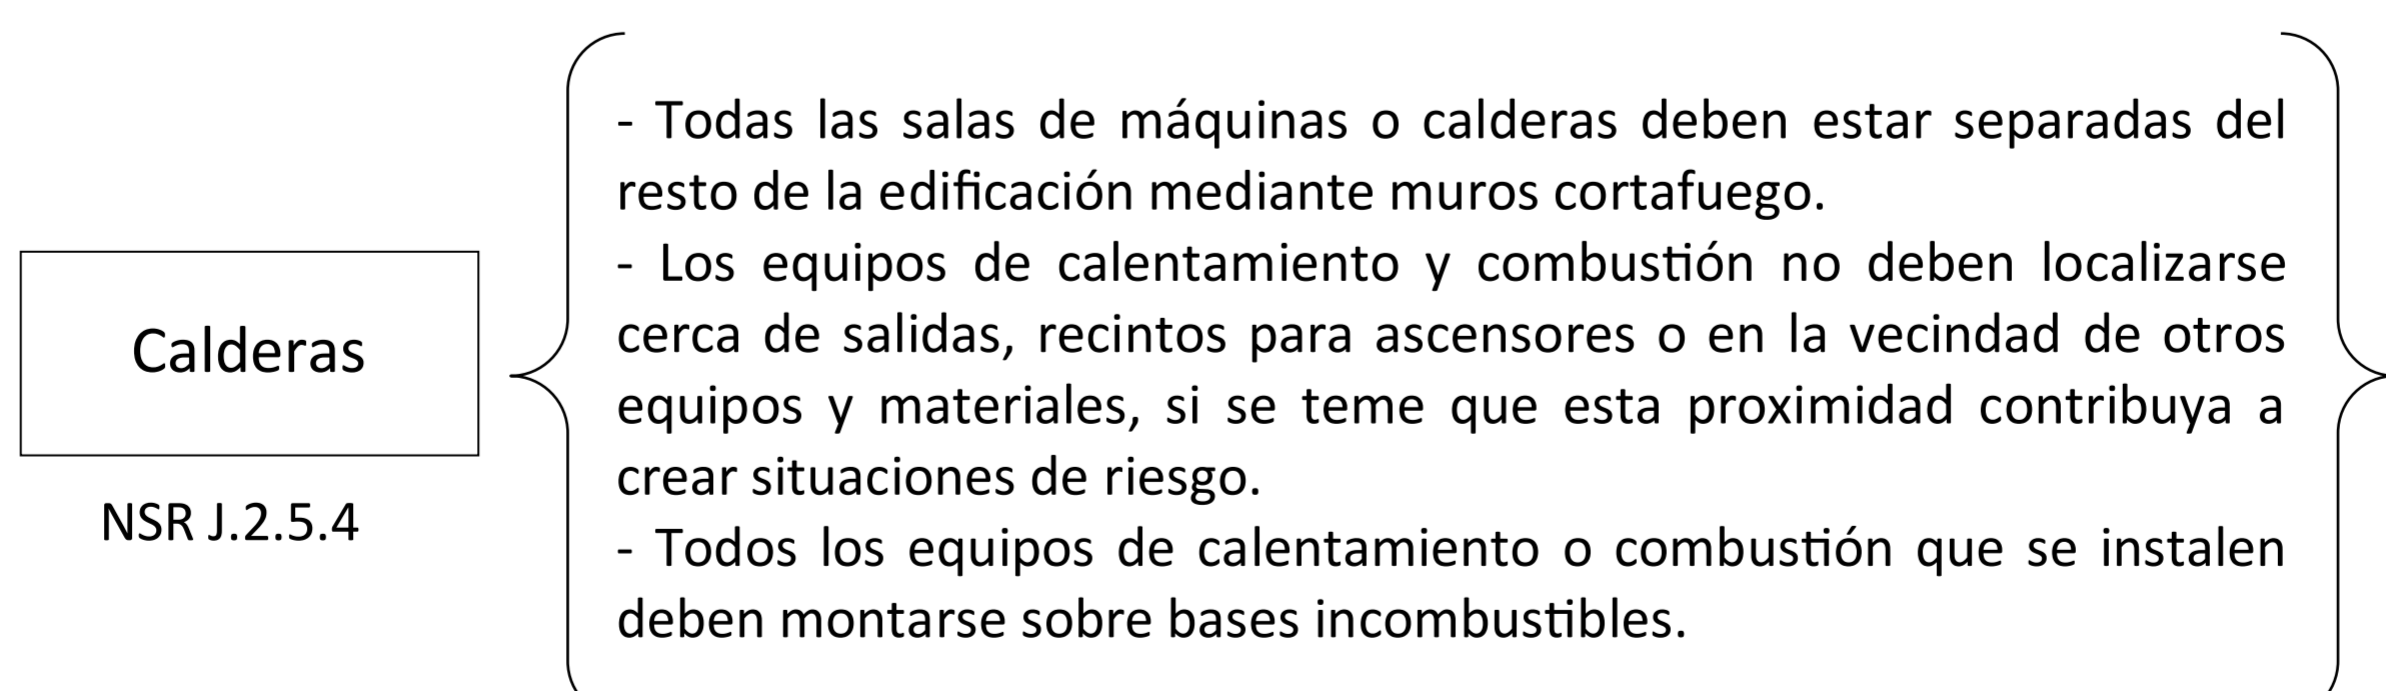 Calderas
NSR J.2.5.4
- Todas las salas de máquinas o calderas deben estar separadas del
resto de la edificación mediante muros cortafuego.
- Los equipos de calentamiento y combustión no deben localizarse
cerca de salidas, recintos para ascensores o en la vecindad de otros
equipos y materiales, si se teme que esta proximidad contribuya a
crear situaciones de riesgo.
- Todos los equipos de calentamiento o combustión que se instalen
deben montarse sobre bases incombustibles.